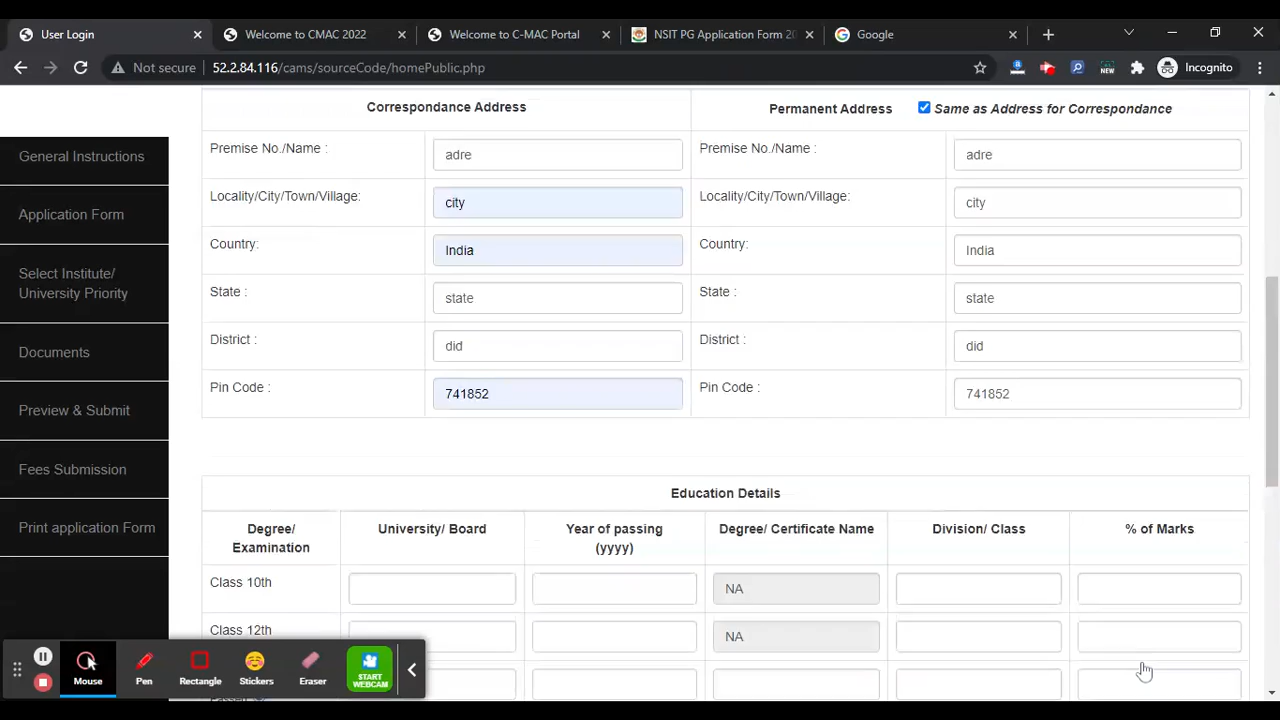 User Login
Welcome to CMAC 2022
Welcome to C-MAC Portal
NSIT PG Application Form 20
Google
Not secure
52.2.84.116/cams/sourceCode/homePublic.php
NEW
Incognito
General Instructions
Application Form
Select Institute/
University Priority
Documents
Preview & Submit
Fees Submission
Print application Form
Correspondance Address
Permanent Address
Same as Address for Correspondance
Premise No./Name :
adre
Premise No./Name :
adre
Locality/City/Town/Village:
city
Locality/City/Town/Village:
city
Country:
India
Country:
India
State :
state
State :
state
District :
did
District :
did
Pin Code :
741852
Pin Code :
741852
Education Details
Degree/
Examination
University/ Board
Year of passing
(yyyy)
Degree/ Certificate Name
Division/ Class
% of Marks
Class 10th
NA
Class 12th
NA
Mouse
Pen
Rectangle
Stickers
Eraser
START
WEBCAM